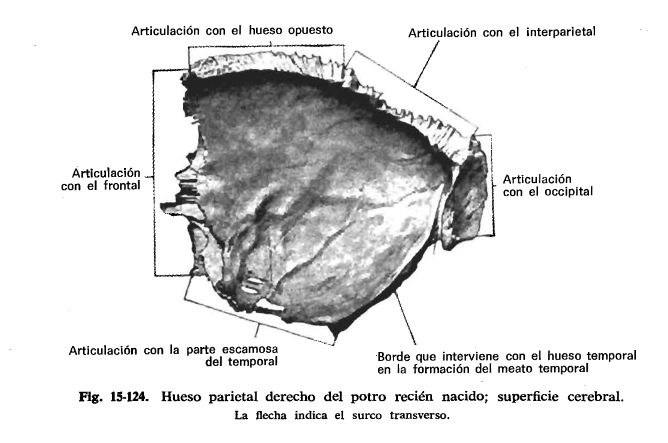 Articulación con el hueso opuesto
Articulación con el interparietal
Articulación
con el frontal
Articulación
con el occipital
Articulación con la parte escamosa
del temporal
Borde que interviene con el hueso temporal
en la formación del meato temporal
Fig. 15-124. Hueso parietal derecho del potro recién nacido; superficie cerebral.
La flecha indica el surco transverso.